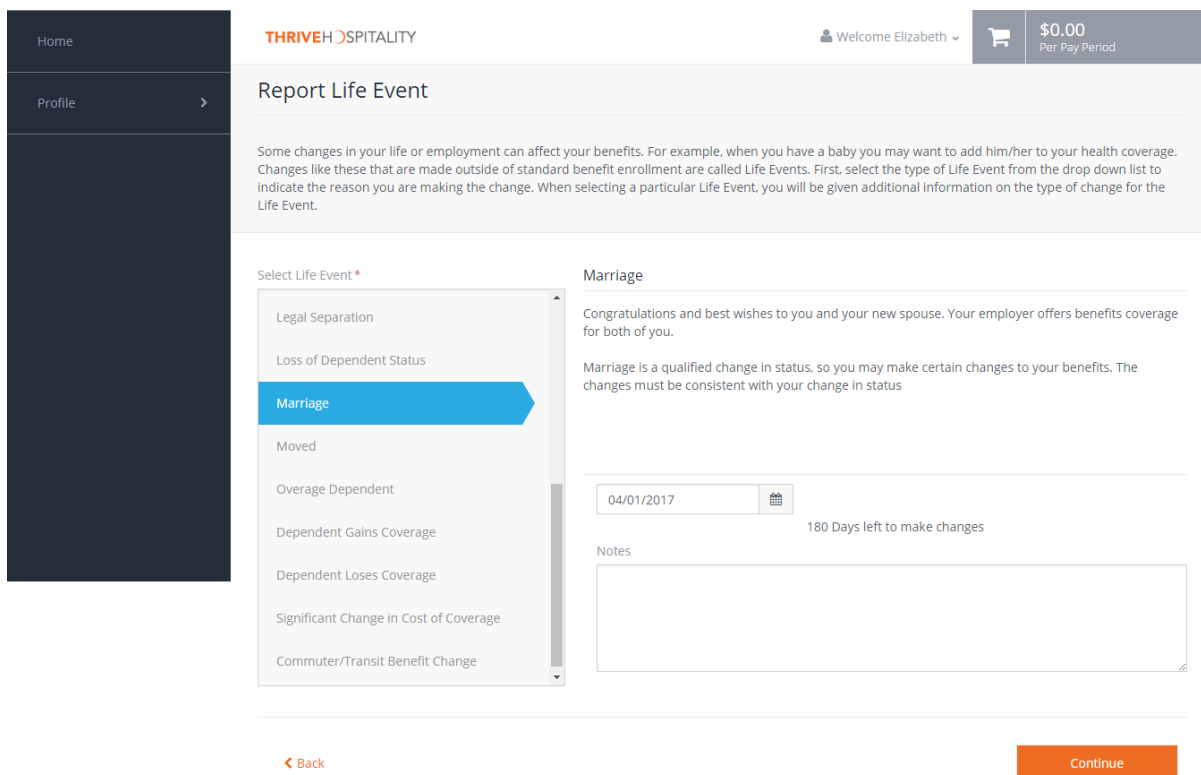 Home
Profile
THRIVEHOSPITALITY
Welcome Elizabeth
$0.00
Per Pay Period
Report Life Event
Some changes in your life or employment can affect your benefits. For example, when you have a baby you may want to add him/her to your health coverage.
Changes like these that are made outside of standard benefit enrollment are called Life Events. First, select the type of Life Event from the drop down list to
indicate the reason you are making the change. When selecting a particular Life Event, you will be given additional information on the type of change for the
Life Event.
Select Life Event*
Legal Separation
Loss of Dependent Status
Marriage
Moved
Overage Dependent
Dependent Gains Coverage
Dependent Loses Coverage
Significant Change in Cost of Coverage
Commuter/Transit Benefit Change
Marriage
Congratulations and best wishes to you and your new spouse. Your employer offers benefits coverage
for both of you.
Marriage is a qualified change in status, so you may make certain changes to your benefits. The
changes must be consistent with your change in status
04/01/2017
180 Days left to make changes
Notes
Back
Continue